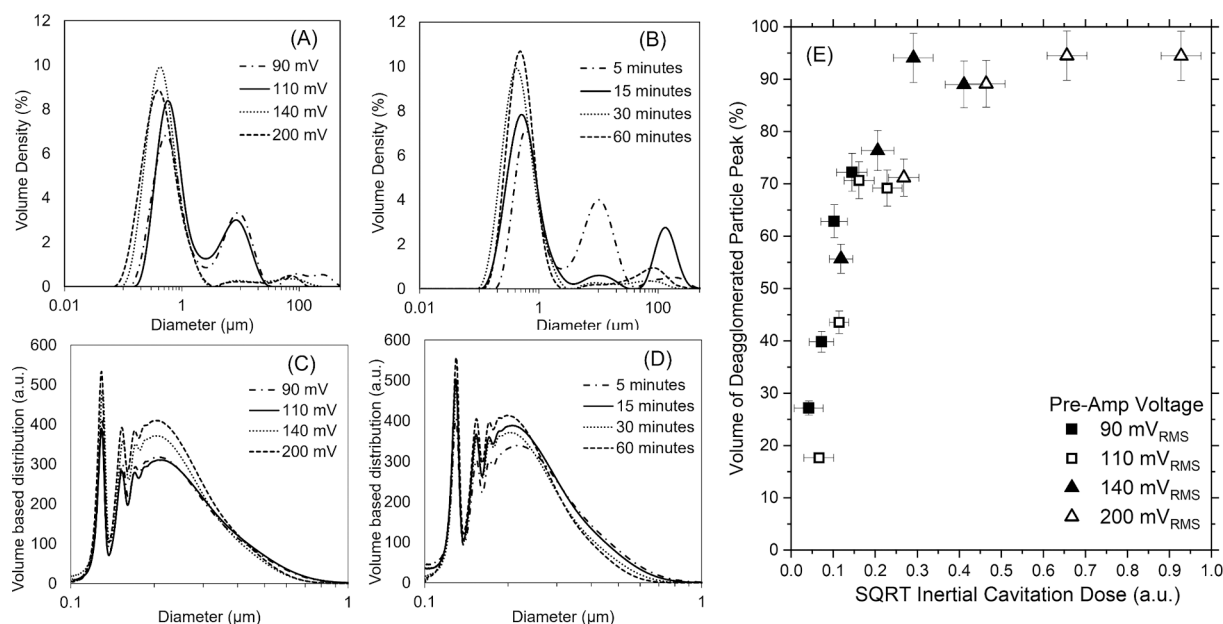 (A)
Volume Density (%)
12
10
8
6
4
2
0
90 mV
110 mV
140 mV
200 mV
0.01 1 100
Diameter (µm)
(B)
Volume Density (%)
12
10
8
6
4
2
0
5 minutes
15 minutes
30 minutes
60 minutes
0.01 1 100
Diameter (µm)
(C)
Volume based distribution (a.u.)
600
500
400
300
200
100
0
90 mV
110 mV
140 mV
200 mV
0.1 1
Diameter (µm)
(D)
Volume based distribution (a.u.)
600
500
400
300
200
100
0
5 minutes
15 minutes
30 minutes
60 minutes
0.1 1
Diameter (µm)
(E)
Volume of Deagglomerated Particle Peak (%)
100
90
80
70
60
50
40
30
20
10
0
Pre-Amp Voltage
90 mVRMS
110 mVRMS
140 mVRMS
200 mVRMS
0.0 0.1 0.2 0.3 0.4 0.5 0.6 0.7 0.8 0.9 1.0
SQRT Inertial Cavitation Dose (a.u.)